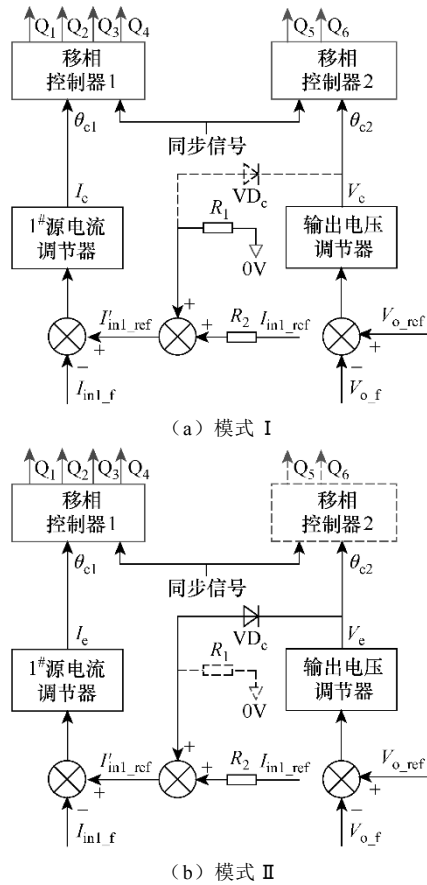 Q1 Q2 Q3 Q4 Q5 Q6
移相
控制器1
移相
控制器2
θc1
θc2
同步信号
Ic
VDc
Vc
1#源电流
调节器
R1
0V
输出电压
调节器
I'in1_ref
+
+
+
R2
Iin1_ref
Vo_ref
+
−
−
Iin1_f
Vo_f
(a) 模式 I
Q1 Q2 Q3 Q4 Q5 Q6
移相
控制器1
移相
控制器2
θc1
θc2
同步信号
Ie
VDc
Ve
1#源电流
调节器
R1
0V
输出电压
调节器
I'in1_ref
+
+
+
R2
Iin1_ref
Vo_ref
+
−
−
Iin1_f
Vo_f
(b) 模式 II